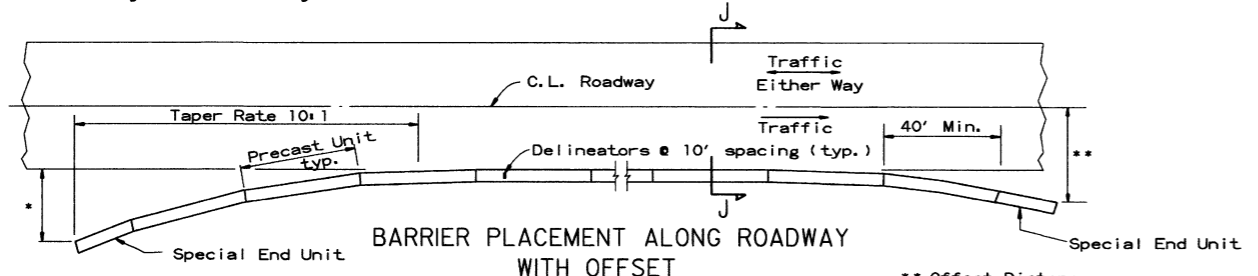 J
Traffic
Either Way
C.L. Roadway
Taper Rate 10:1
Traffic
40' Min.
Precast Unit
typ.
Delineators @ 10' spacing (typ.)
**
*
J
Special End Unit
BARRIER PLACEMENT ALONG ROADWAY
WITH OFFSET
Special End Unit
** Offset